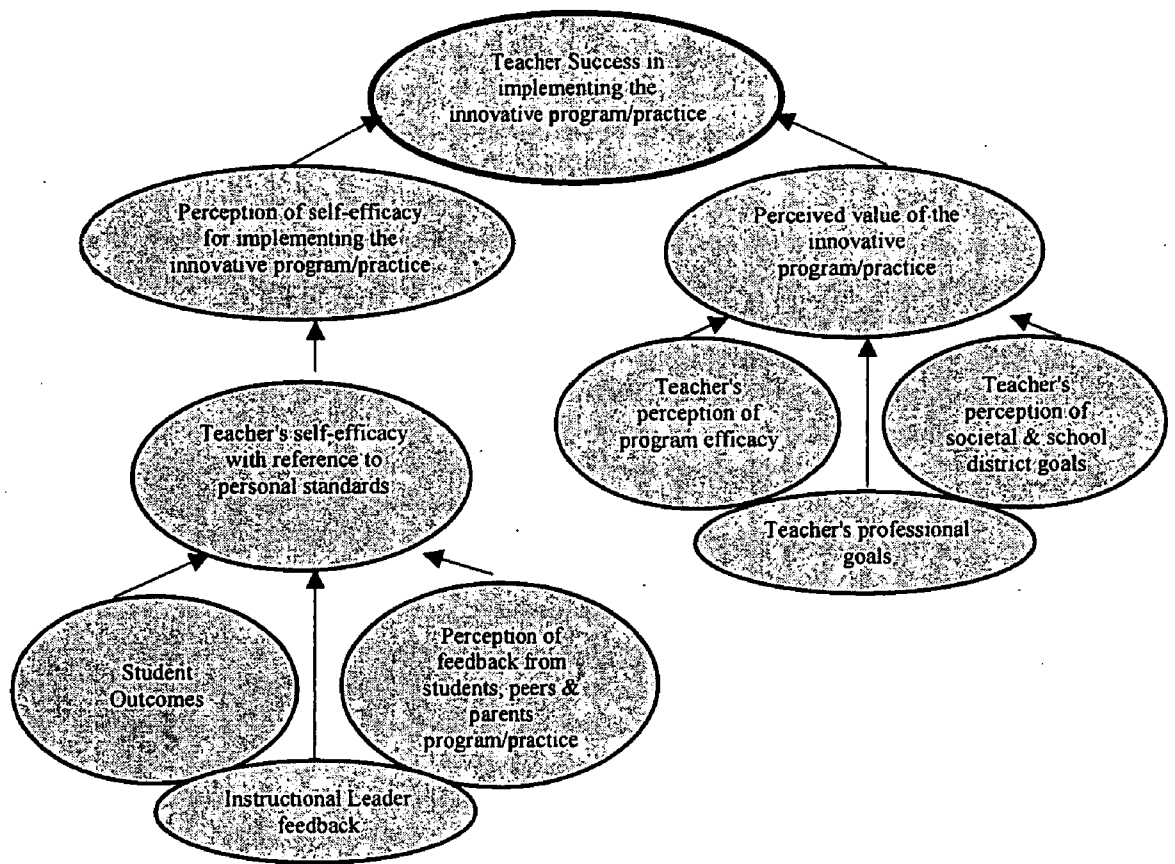 Teacher Success in
implementing the
innovative program/practice
Perception of self-efficacy
for implementing the
innovative program/practice
Perceived value of the
innovative
program/practice
Teacher's self-efficacy
with reference to
personal standards
Teacher's
perception of
program efficacy
Teacher's
perception of
societal & school
district goals
Teacher's professional
goals
Student
Outcomes
Perception of
feedback from
students, peers &
parents
program/practice
Instructional Leader
feedback